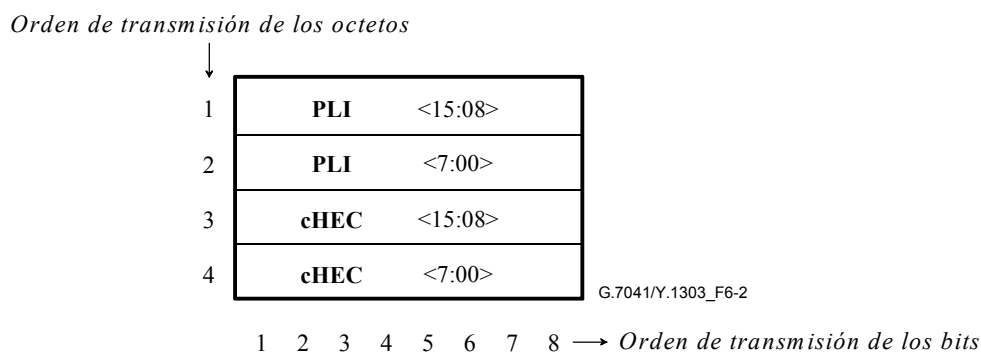 Orden de transmisión de los octetos
1 PLI <15:08>
2 PLI <7:00>
3 cHEC <15:08>
4 cHEC <7:00>
G.7041/Y.1303_F6-2
1 2 3 4 5 6 7 8 Orden de transmisión de los bits